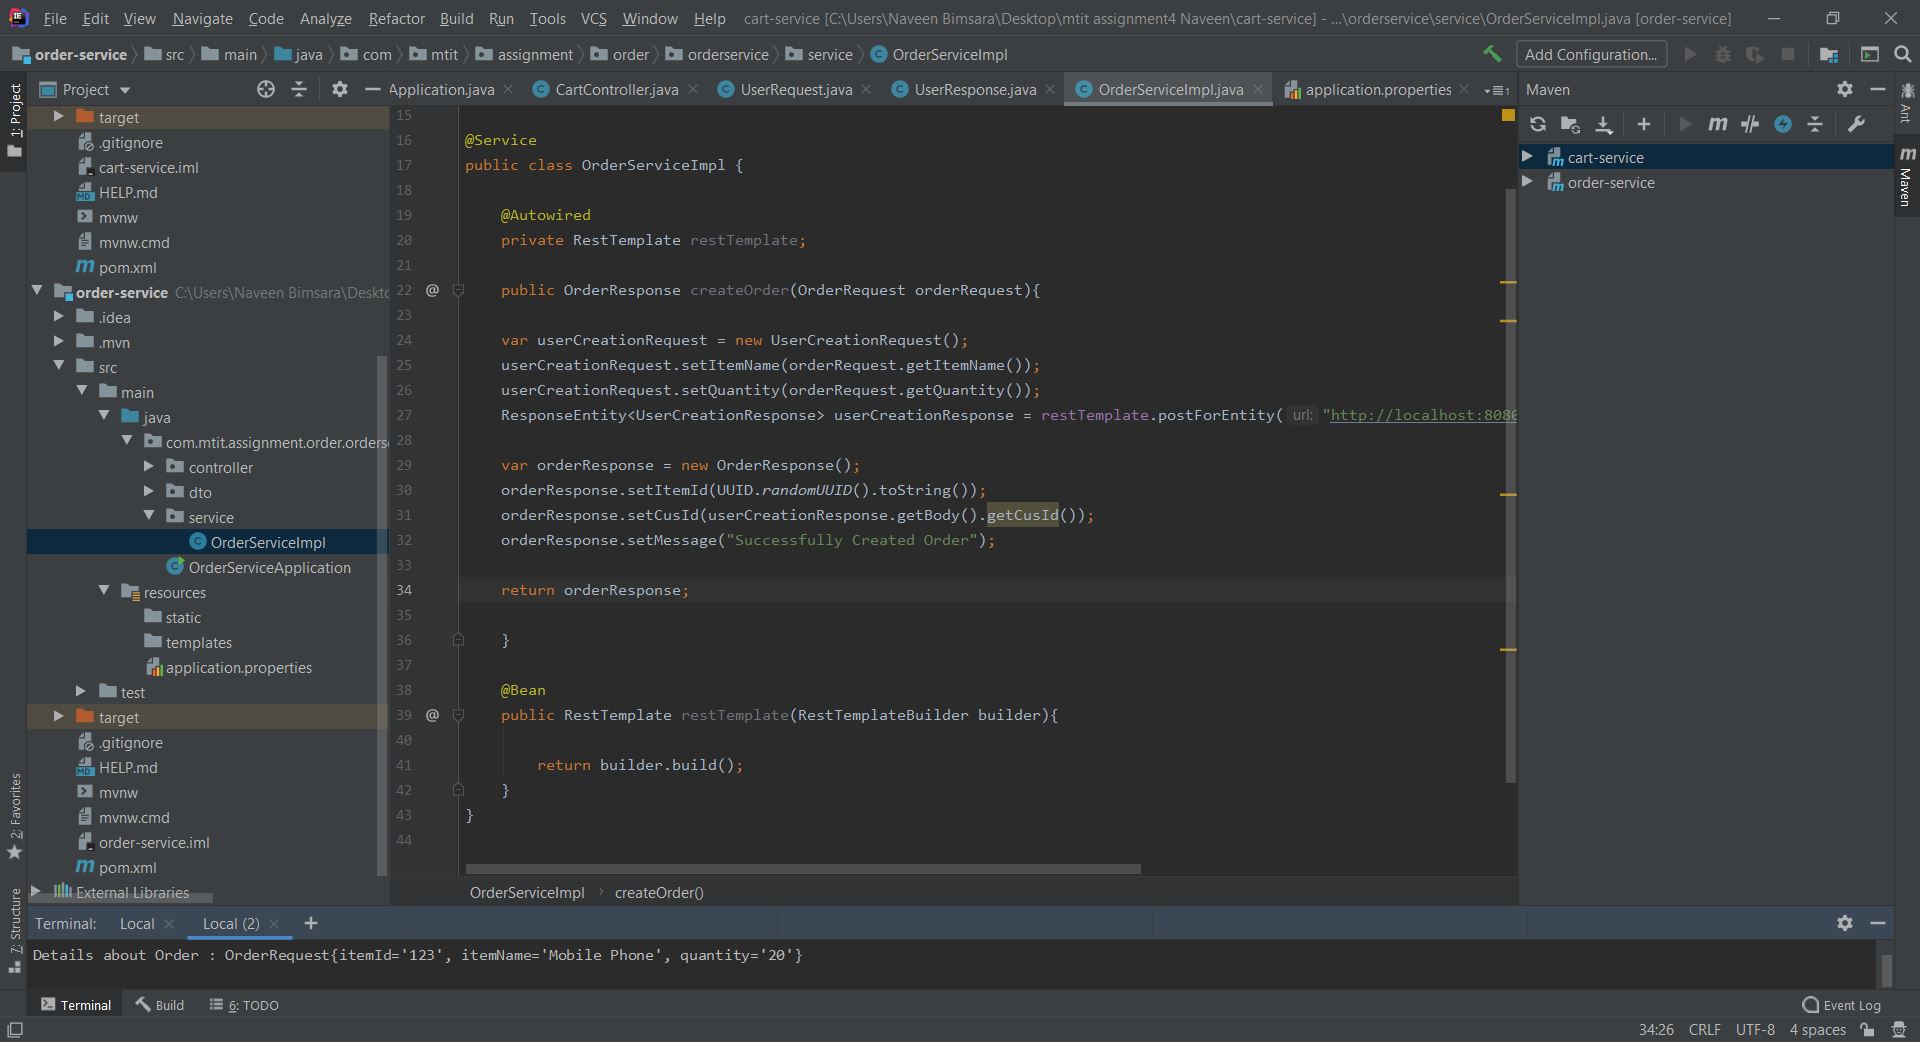 File Edit View Navigate Code Analyze Refactor Build Run Tools VCS Window Help cart-service [C:\Users\Naveen Bimsara\Desktop\mtit assignment4 Naveen\cart-service] - ...\orderservice\service\OrderServiceImpl.java [order-service]
order-service src main java com mtit assignment order orderservice service OrderServiceImpl Add Configuration...
Project Application.java CartController.java UserRequest.java UserResponse.java OrderServiceImpl.java application.properties Maven
1: Project
target
.gitignore
cart-service.iml
HELP.md
mvnw
mvnw.cmd
pom.xml
order-service C:\Users\Naveen Bimsara\Deskto
.idea
.mvn
src
main
java
com.mtit.assignment.order.orders
controller
dto
service
OrderServiceImpl
OrderServiceApplication
resources
static
templates
application.properties
test
target
.gitignore
HELP.md
mvnw
mvnw.cmd
order-service.iml
pom.xml
External Libraries
2: Favorites
7: Structure
15
16 @Service
17 public class OrderServiceImpl {
18
19 @Autowired
20 private RestTemplate restTemplate;
21
22 @ public OrderResponse createOrder(OrderRequest orderRequest){
23
24 var userCreationRequest = new UserCreationRequest();
25 userCreationRequest.setItemName(orderRequest.getItemName());
26 userCreationRequest.setQuantity(orderRequest.getQuantity());
27 ResponseEntity<UserCreationResponse> userCreationResponse = restTemplate.postForEntity( url: "http://localhost:8080
28
29 var orderResponse = new OrderResponse();
30 orderResponse.setItemId(UUID.randomUUID().toString());
31 orderResponse.setCusId(userCreationResponse.getBody().getCusId());
32 orderResponse.setMessage("Successfully Created Order");
33
34 return orderResponse;
35
36 }
37
38 @Bean
39 @ public RestTemplate restTemplate(RestTemplateBuilder builder){
40
41 return builder.build();
42 }
43 }
44
OrderServiceImpl › createOrder()
cart-service
order-service
Ant
Maven
Terminal: Local Local (2) +
Details about Order : OrderRequest{itemId='123', itemName='Mobile Phone', quantity='20'}
Terminal Build 6: TODO Event Log
34:26 CRLF UTF-8 4 spaces